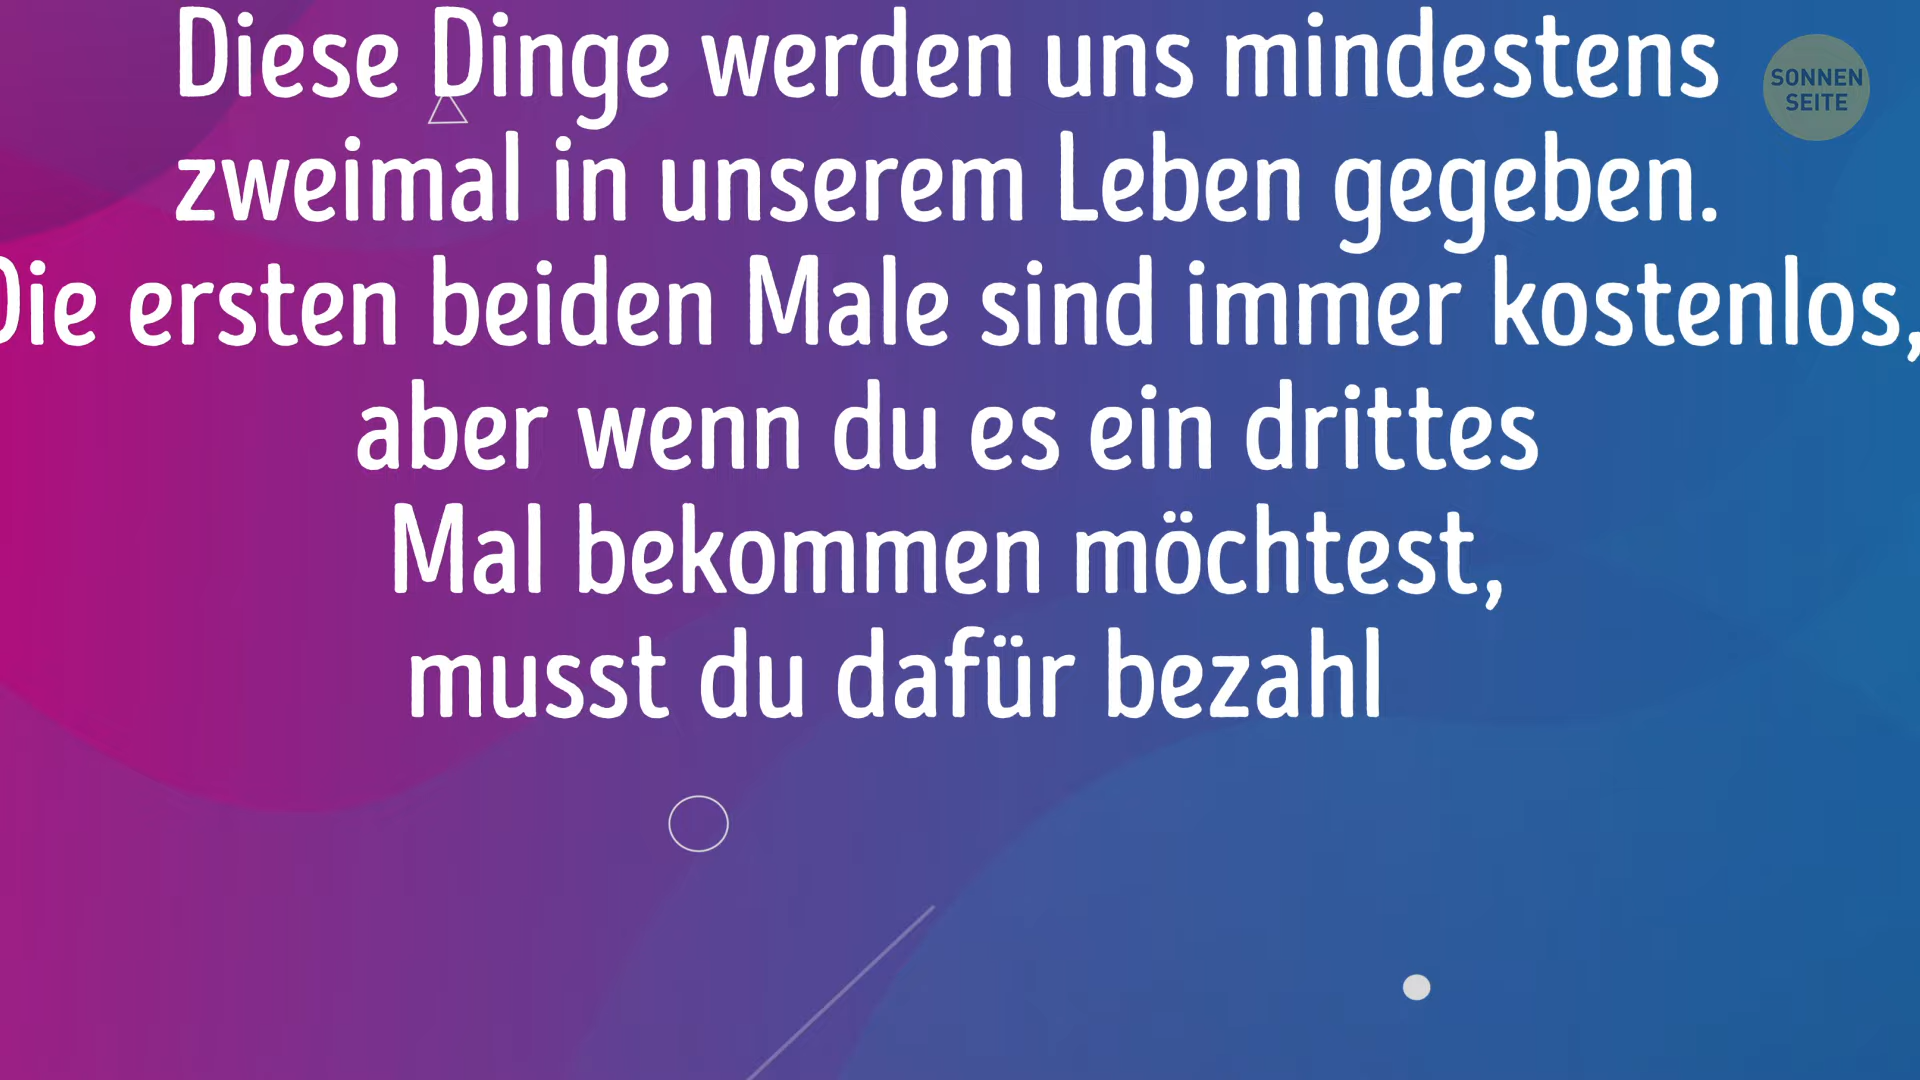 Diese Dinge werden uns mindestens
zweimal in unserem Leben gegeben.
Die ersten beiden Male sind immer kostenlos,
aber wenn du es ein drittes
Mal bekommen möchtest,
musst du dafür bezahl
SONNEN
SEITE